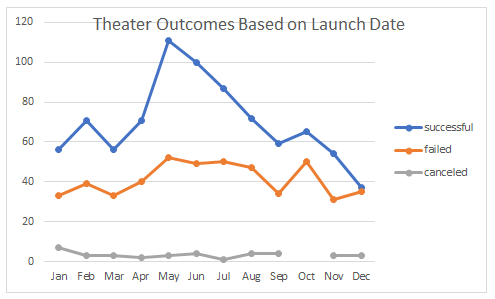 Theater Outcomes Based on Launch Date
120
100
80
60
40
20
0
Jan Feb Mar Apr May Jun Jul Aug Sep Oct Nov Dec
successful
failed
canceled